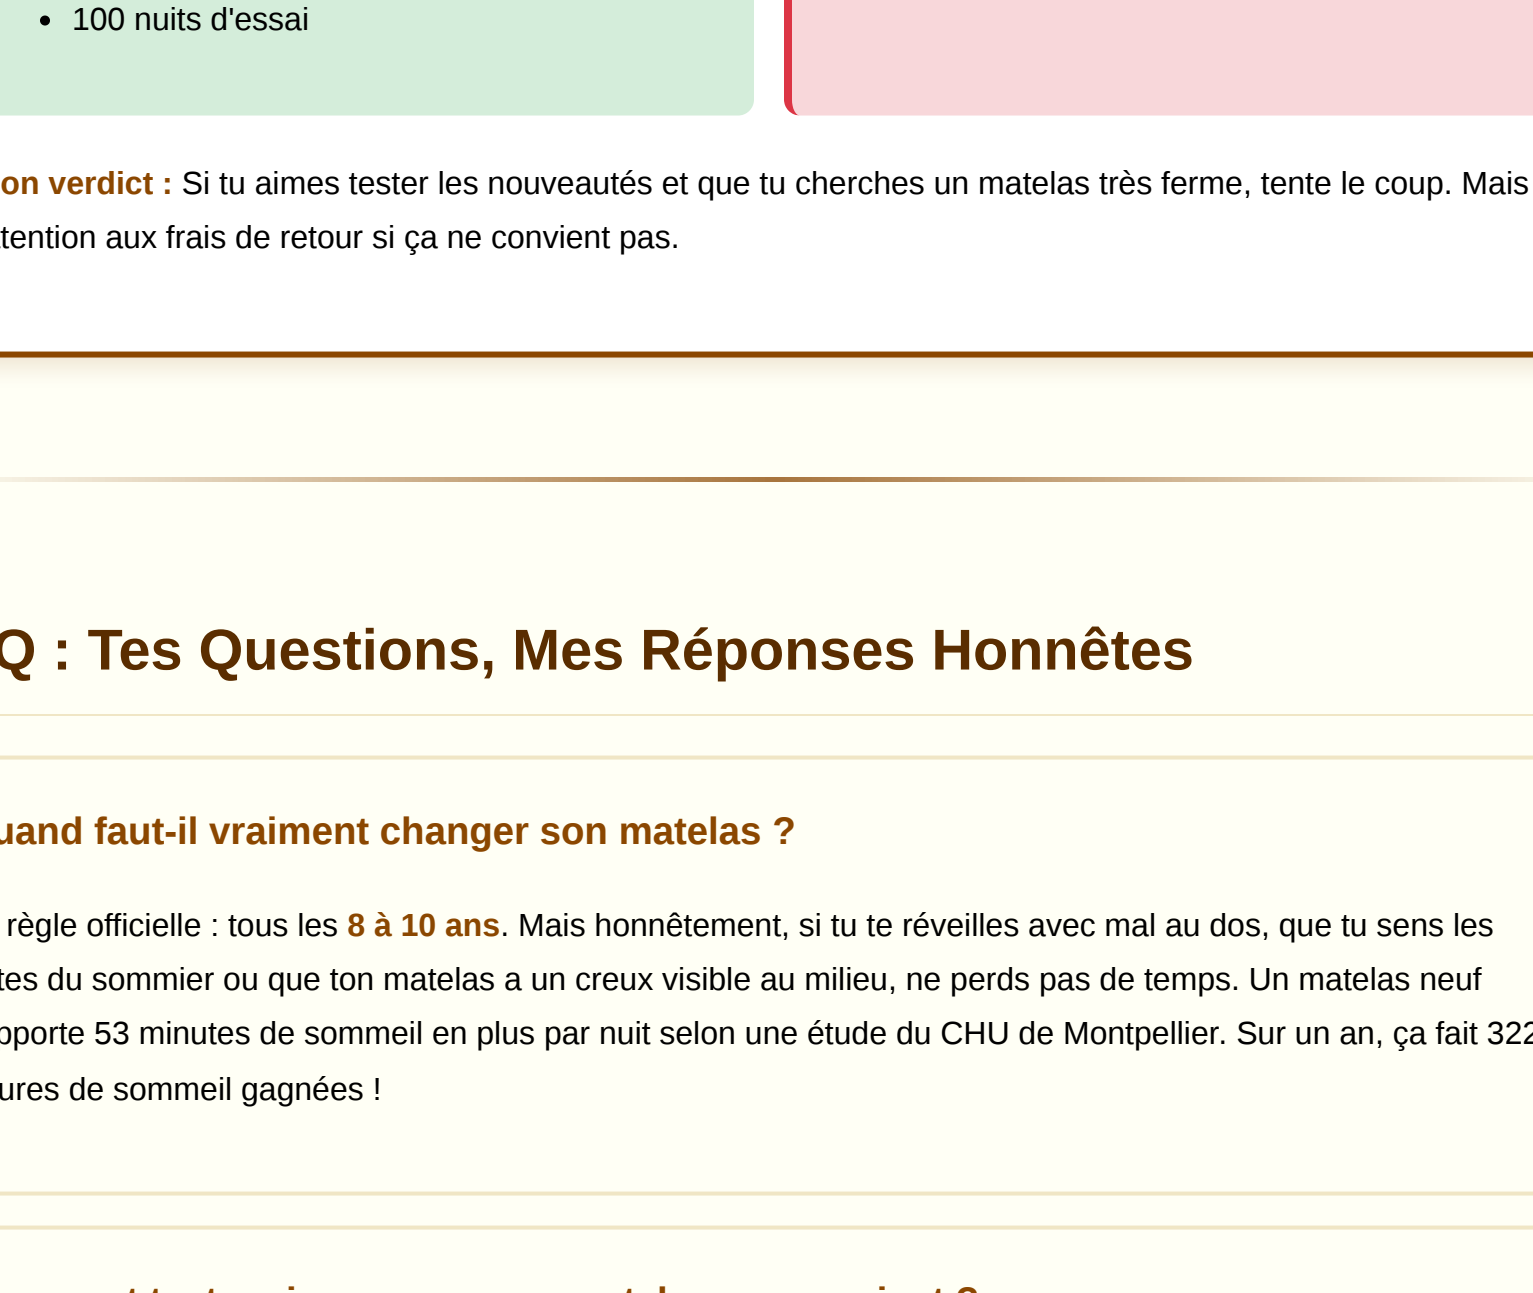 100 nuits d'essai
on verdict : Si tu aimes tester les nouveautés et que tu cherches un matelas très ferme, tente le coup. Mais
tention aux frais de retour si ça ne convient pas.
Q : Tes Questions, Mes Réponses Honnêtes
uand faut-il vraiment changer son matelas ?
règle officielle : tous les 8 à 10 ans. Mais honnêtement, si tu te réveilles avec mal au dos, que tu sens les
tes du sommier ou que ton matelas a un creux visible au milieu, ne perds pas de temps. Un matelas neuf
pporte 53 minutes de sommeil en plus par nuit selon une étude du CHU de Montpellier. Sur un an, ça fait 322
ures de sommeil gagnées !